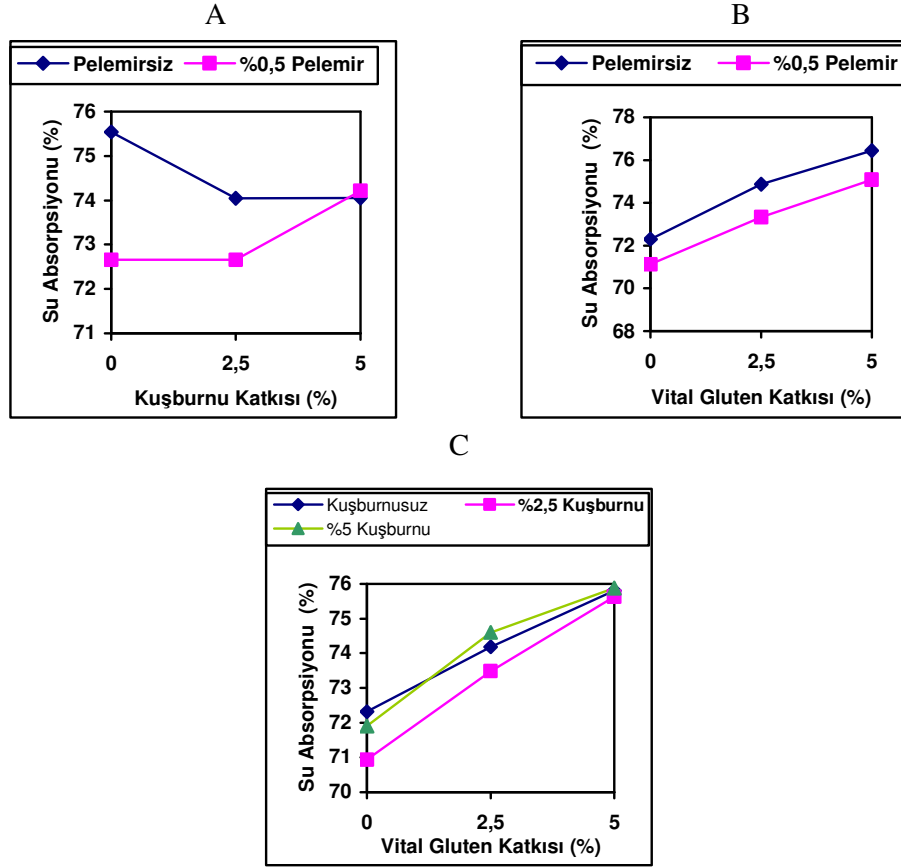 A
Pelemirsiz %0,5 Pelemir
76
75
74
73
72
71
Su Absorpsiyonu (%)
0 2,5 5
Kuşburnu Katkısı (%)
B
Pelemirsiz %0,5 Pelemir
78
76
74
72
70
68
Su Absorpsiyonu (%)
0 2,5 5
Vital Gluten Katkısı (%)
C
Kuşburnusuz %2,5 Kuşburnu
%5 Kuşburnu
76
75
74
73
72
71
70
Su Absorpsiyonu (%)
0 2,5 5
Vital Gluten Katkısı (%)